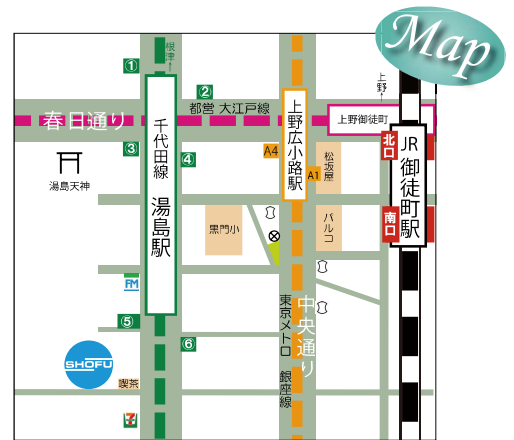 Map
根津
↑
①
②
都営 大江戸線
上野
↑
春日通り
上野御徒町
千代田線 湯島駅
上野広小路駅
JR 御徒町駅
北口
③
④
A4
松坂屋
A1
湯島天神
黒門小
パルコ
南口
FM
東京メトロ 銀座線
中央通り
⑤
⑥
SHOFU
喫茶
7